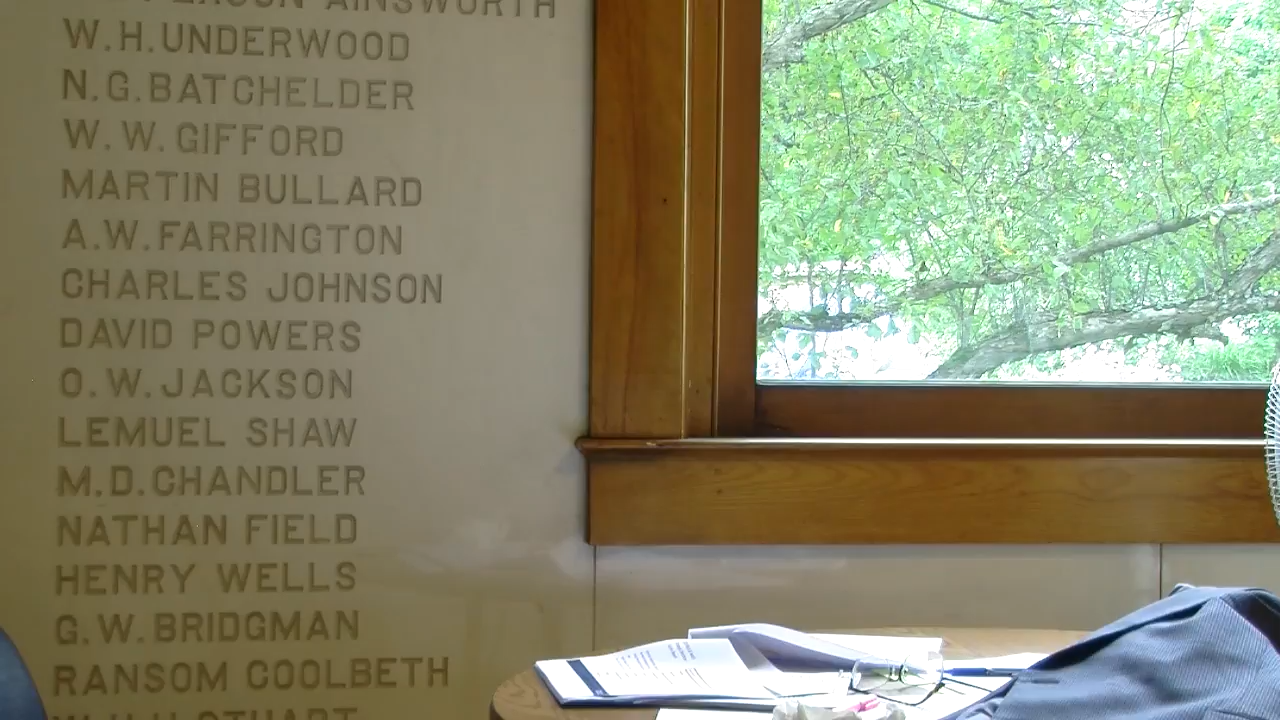 AINSWORTH
W.H.UNDERWOOD
N.G.BATCHELDER
W.W.GIFFORD
MARTIN BULLARD
A.W.FARRINGTON
CHARLES JOHNSON
DAVID POWERS
O.W.JACKSON
LEMUEL SHAW
M.D.CHANDLER
NATHAN FIELD
HENRY WELLS
G.W.BRIDGMAN
RANSOM COOLBETH